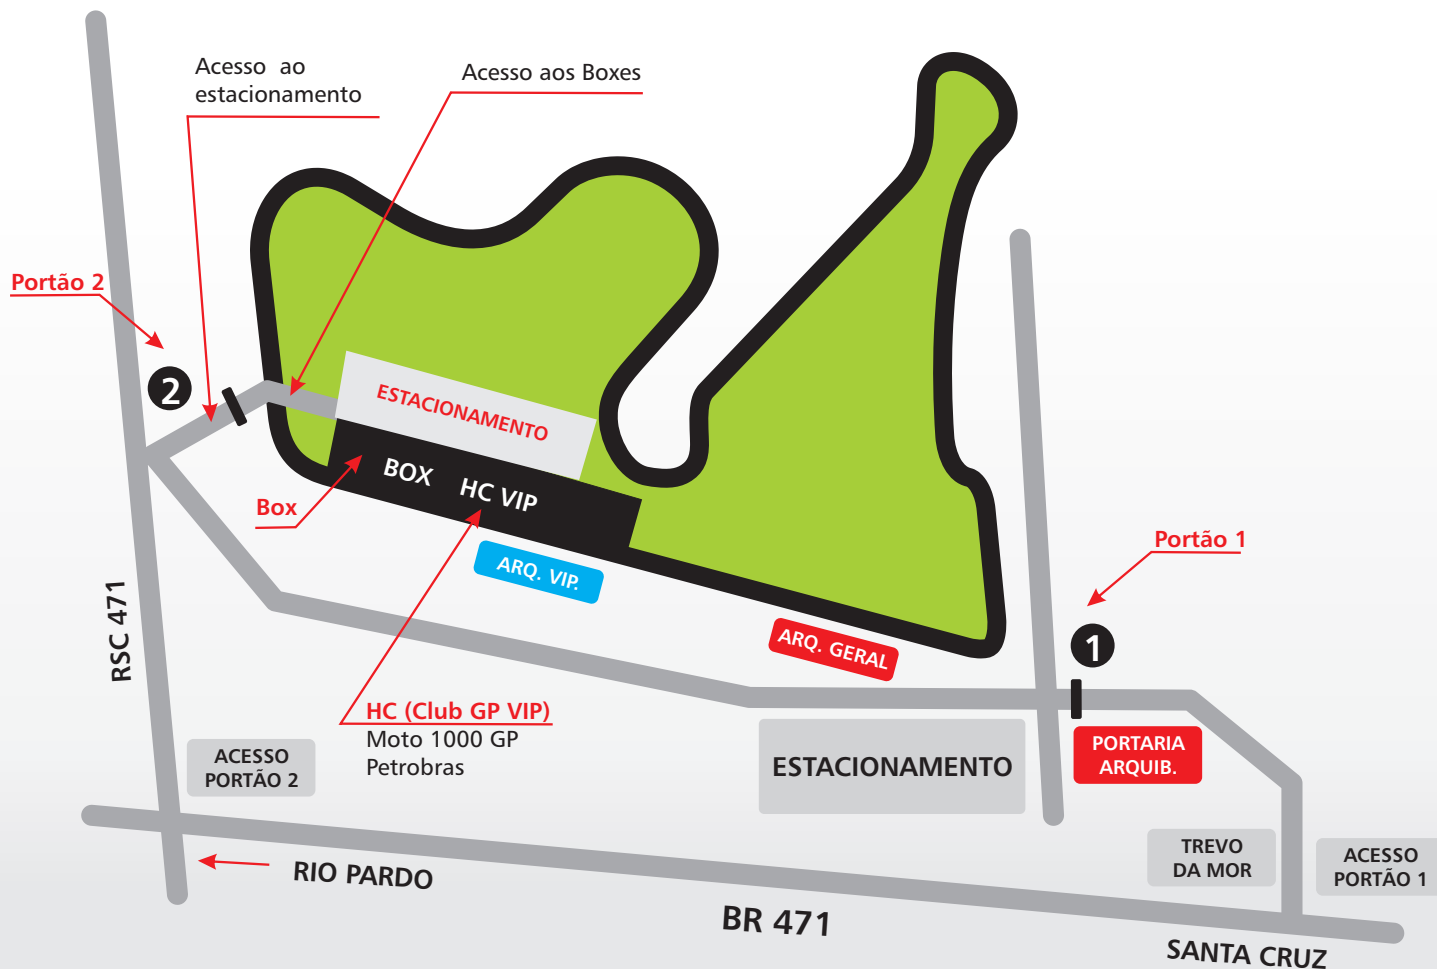 Acesso ao
estacionamento
Acesso aos Boxes
Portão 2
2
ESTACIONAMENTO
BOX HC VIP
Box
ARQ. VIP.
Portão 1
1
ARQ. GERAL
RSC 471
HC (Club GP VIP)
Moto 1000 GP
Petrobras
ACESSO
PORTÃO 2
ESTACIONAMENTO
PORTARIA
ARQUIB.
TREVO
DA MOR
ACESSO
PORTÃO 1
RIO PARDO
BR 471
SANTA CRUZ